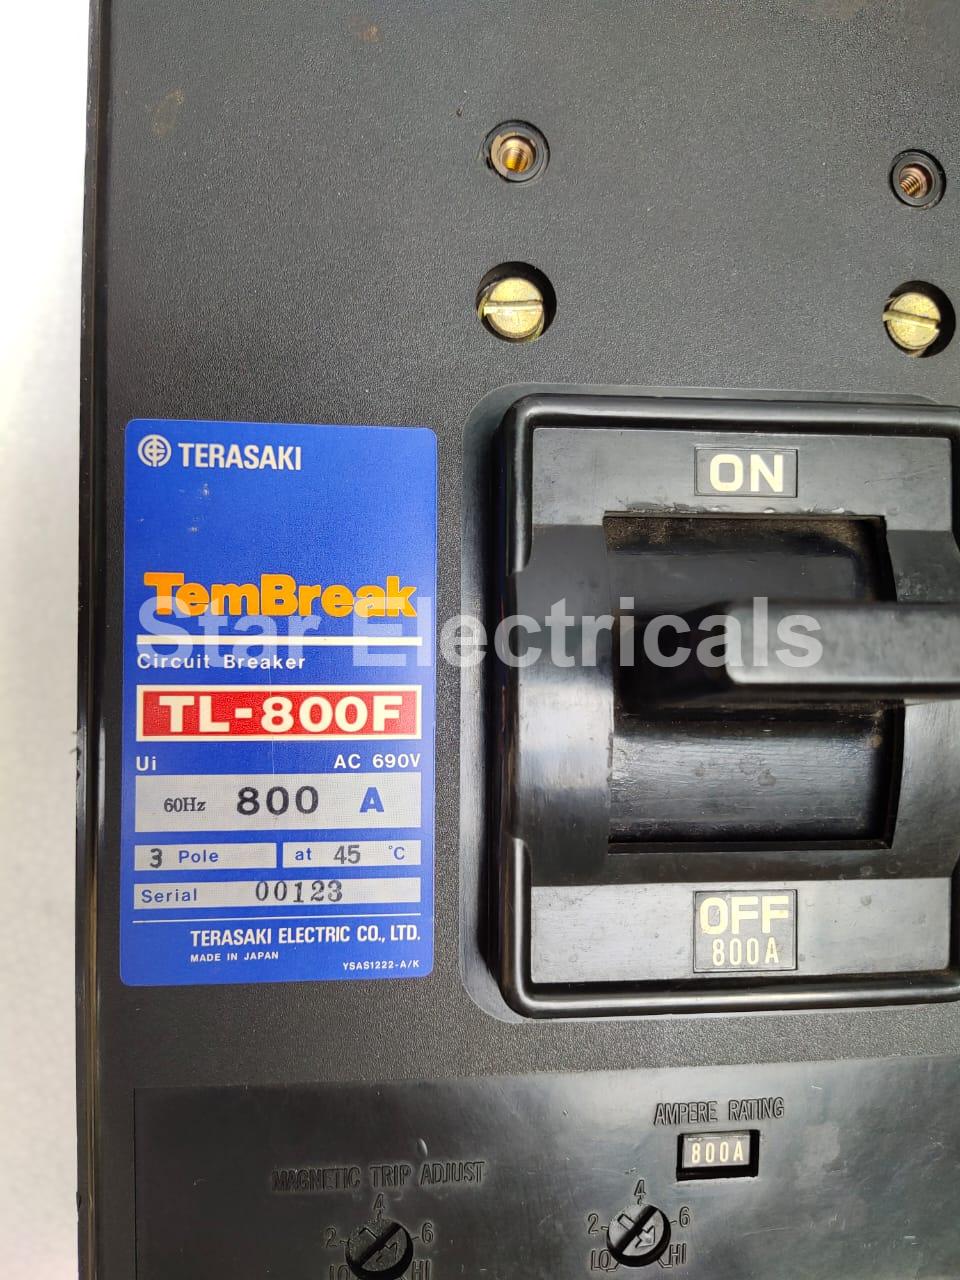 TERASAKI
TemBreak
Star Electricals
Circuit Breaker
TL-800F
Ui AC 690V
60Hz 800 A
3 Pole at 45 °C
Serial 00123
TERASAKI ELECTRIC CO., LTD.
MADE IN JAPAN YSAS1222-A/K
ON
OFF
800A
AMPERE RATING
800A
MAGNETIC TRIP ADJUST
4
2 6
LO HI
4
2 6
LO HI